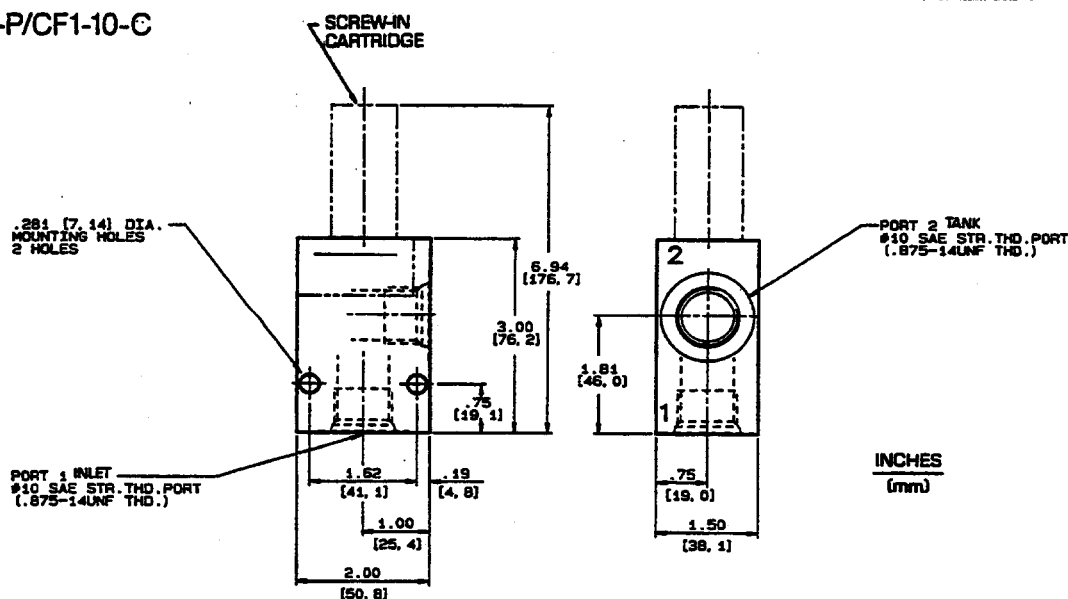 -P/CF1-10-C
SCREW-IN
CARTRIDGE
.281 [7,14] DIA.
MOUNTING HOLES
2 HOLES
6.94
[176,7]
3.00
[76,2]
.75
[19,1]
PORT 1 INLET
#10 SAE STR.THD.PORT
(.875-14UNF THD.)
1.62
[41,1]
.19
[4,8]
1.00
[25,4]
2.00
[50,8]
2
PORT 2 TANK
#10 SAE STR.THD.PORT
(.875-14UNF THD.)
1.81
[46,0]
1
.75
[19,0]
1.50
[38,1]
INCHES
(mm)